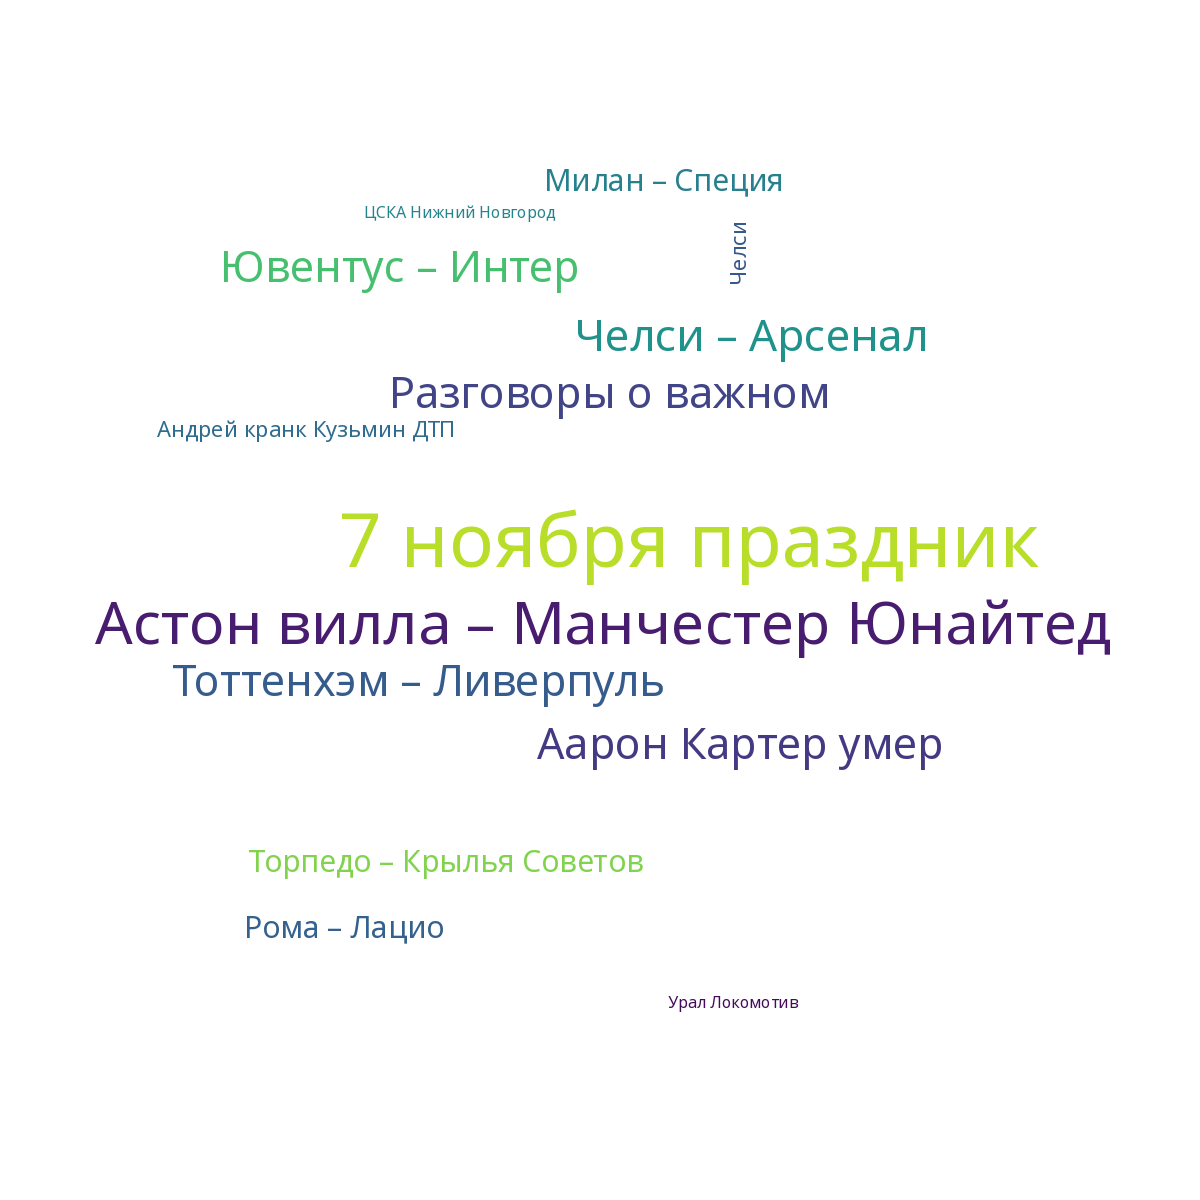 Милан – Специя
ЦСКА Нижний Новгород
Челси
Ювентус – Интер
Челси – Арсенал
Разговоры о важном
Андрей кранк Кузьмин ДТП
7 ноября праздник
Астон вилла – Манчестер Юнайтед
Тоттенхэм – Ливерпуль
Аарон Картер умер
Торпедо – Крылья Советов
Рома – Лацио
Урал Локомотив